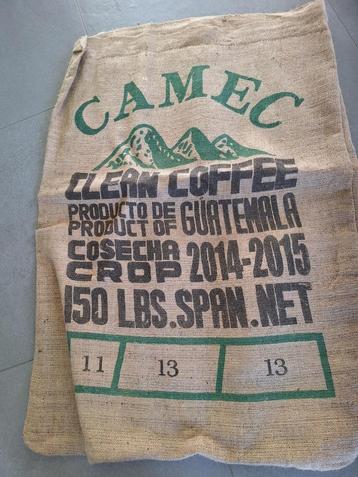 CAMEC
CLEAN COFFEE
PRODUCTO DE
PRODUCT OF GUATEMALA
COSECHA
CROP 2014-2015
150 LBS.SPAN.NET
11 13 13